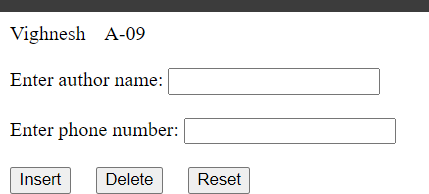 Vighnesh A-09
Enter author name:
Enter phone number:
Insert Delete Reset